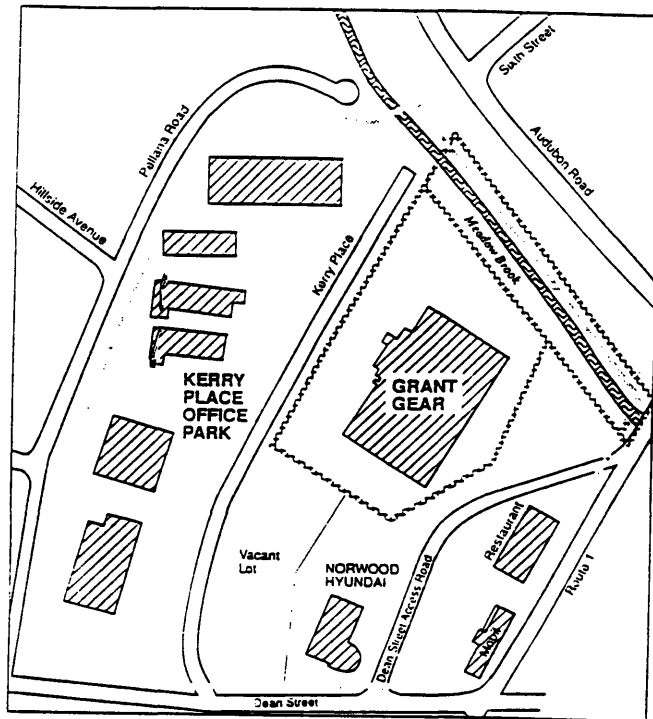 Sixth Street
Audubon Road
Pellana Road
Hillside Avenue
Kerry Place
Meadow Brook
KERRY
PLACE
OFFICE
PARK
GRANT
GEAR
Vacant
Lot
NORWOOD
HYUNDAI
Dean Street Access Road
Restaurant
Mobil
Route 1
Dean Street